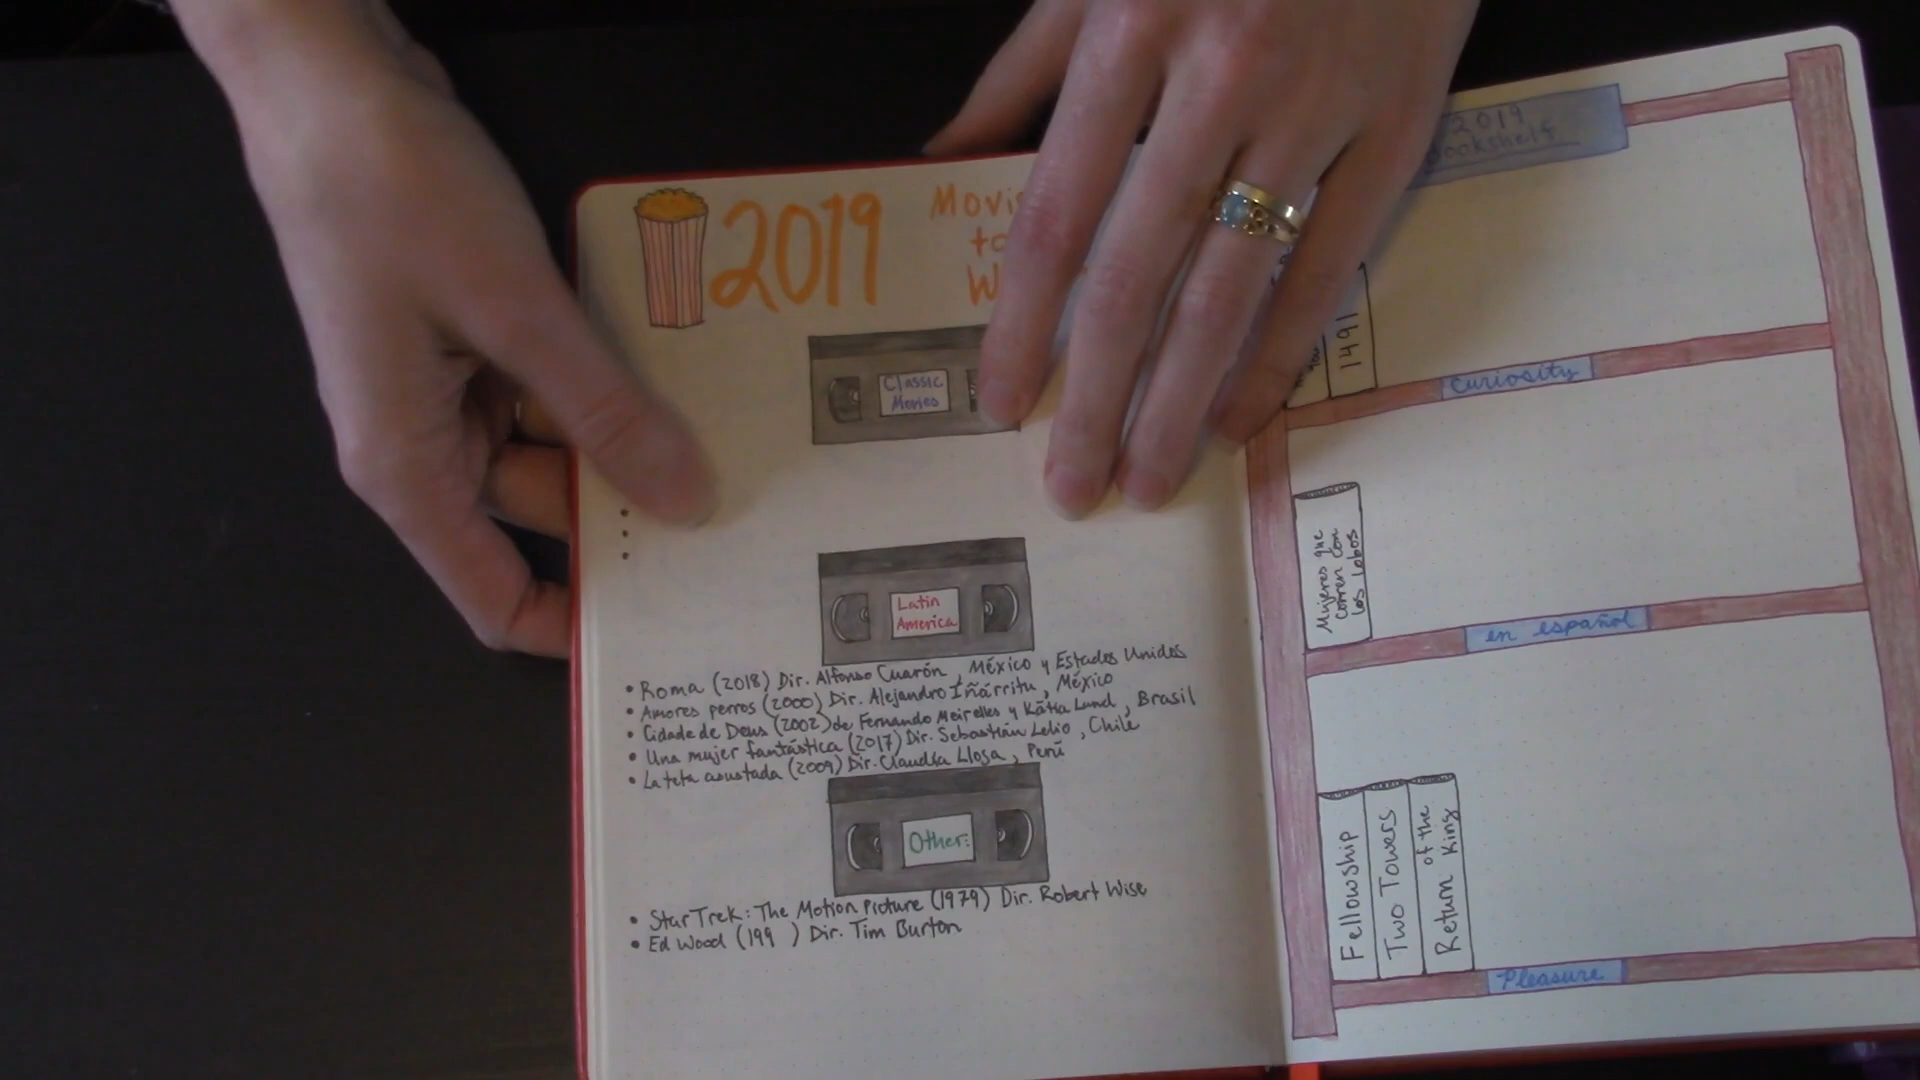 2019
Movie
to
W
Classic
Movies
Latin
America
• Roma (2018) Dir. Alfonso Cuarón, México y Estados Unidos
• Amores perros (2000) Dir. Alejandro Iñárritu, México
• Cidade de Deus (2002) de Fernando Meirelles y Kátia Lund, Brasil
• Una mujer fantástica (2017) Dir. Sebastián Lelio, Chile
• La teta asustada (2009) Dir. Claudia Llosa, Perú
Other:
• Star Trek: The Motion Picture (1979) Dir. Robert Wise
• Ed Wood (199 ) Dir. Tim Burton
2019
Bookshelf
1491
Curiosity
Mujeres que
corren con
los lobos
en español
Fellowship
Two Towers
Return of the
King
Pleasure